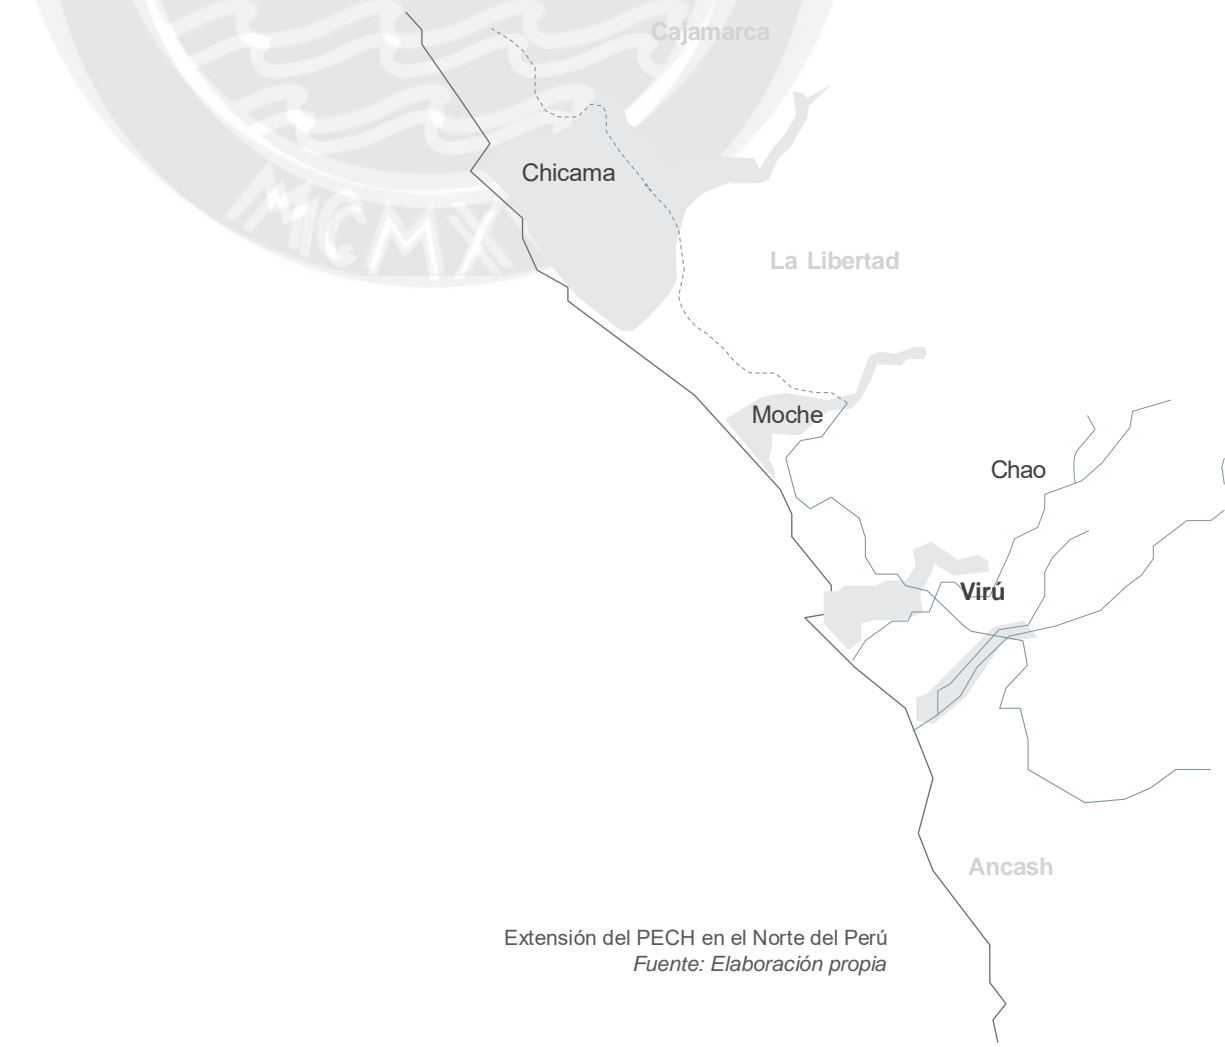 Cajamarca
MCMX
Chicama
La Libertad
Moche
Chao
Virú
Ancash
Extensión del PECH en el Norte del Perú
Fuente: Elaboración propia